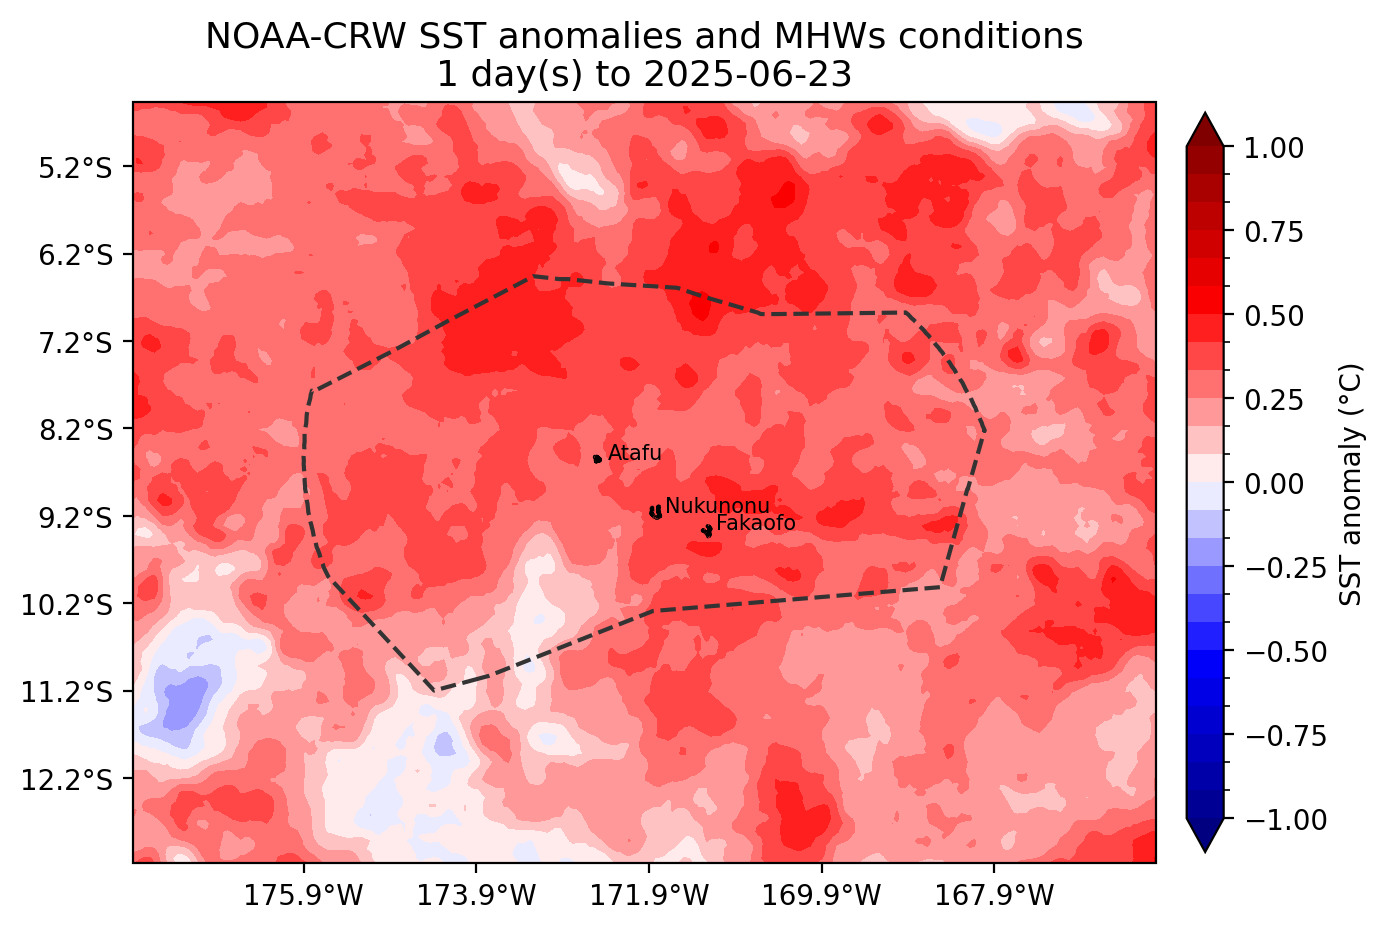 NOAA-CRW SST anomalies and MHWs conditions
1 day(s) to 2025-06-23
5.2°S
6.2°S
7.2°S
8.2°S
9.2°S
10.2°S
11.2°S
12.2°S
Atafu
Nukunonu
Fakaofo
175.9°W
173.9°W
171.9°W
169.9°W
167.9°W
1.00
0.75
0.50
0.25
0.00
−0.25
−0.50
−0.75
−1.00
SST anomaly (°C)